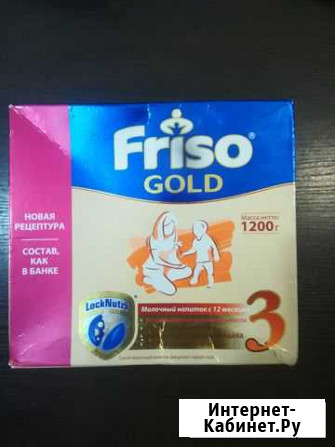 Friso®
GOLD
НОВАЯ
РЕЦЕПТУРА
СОСТАВ,
КАК
В БАНКЕ
Масса нетто:
1200 г
LockNutri
Молочный напиток с 12 месяцев
3
Интернет-
Кабинет.Ру